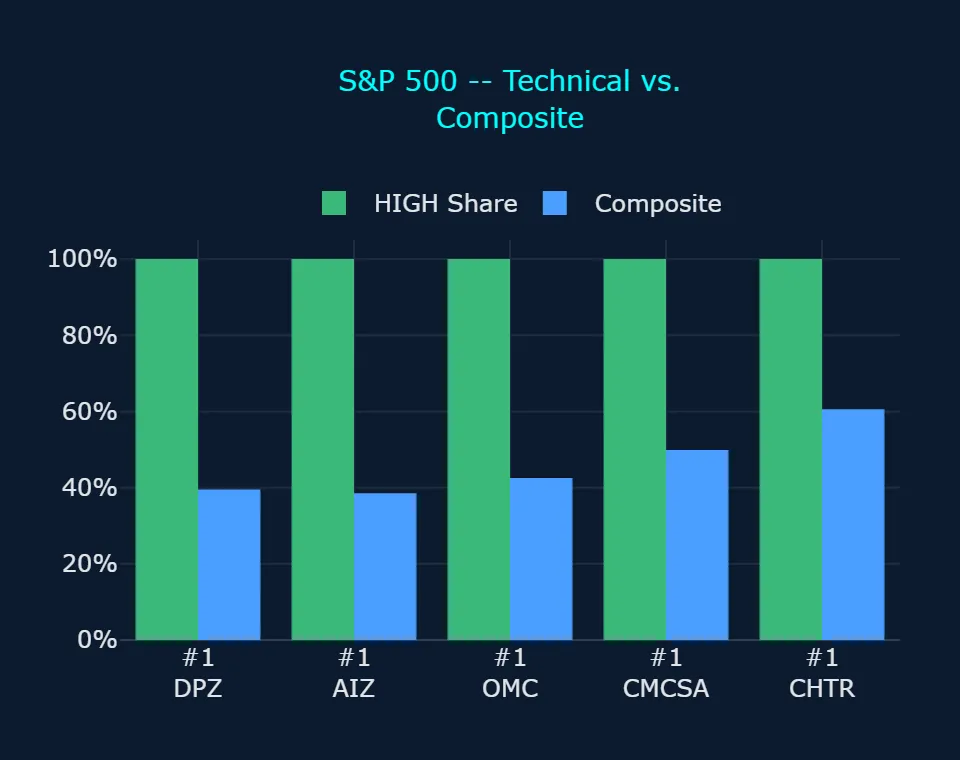 S&P 500 -- Technical vs.
Composite
HIGH Share Composite
100%
80%
60%
40%
20%
0%
#1 #1 #1 #1 #1
DPZ AIZ OMC CMCSA CHTR